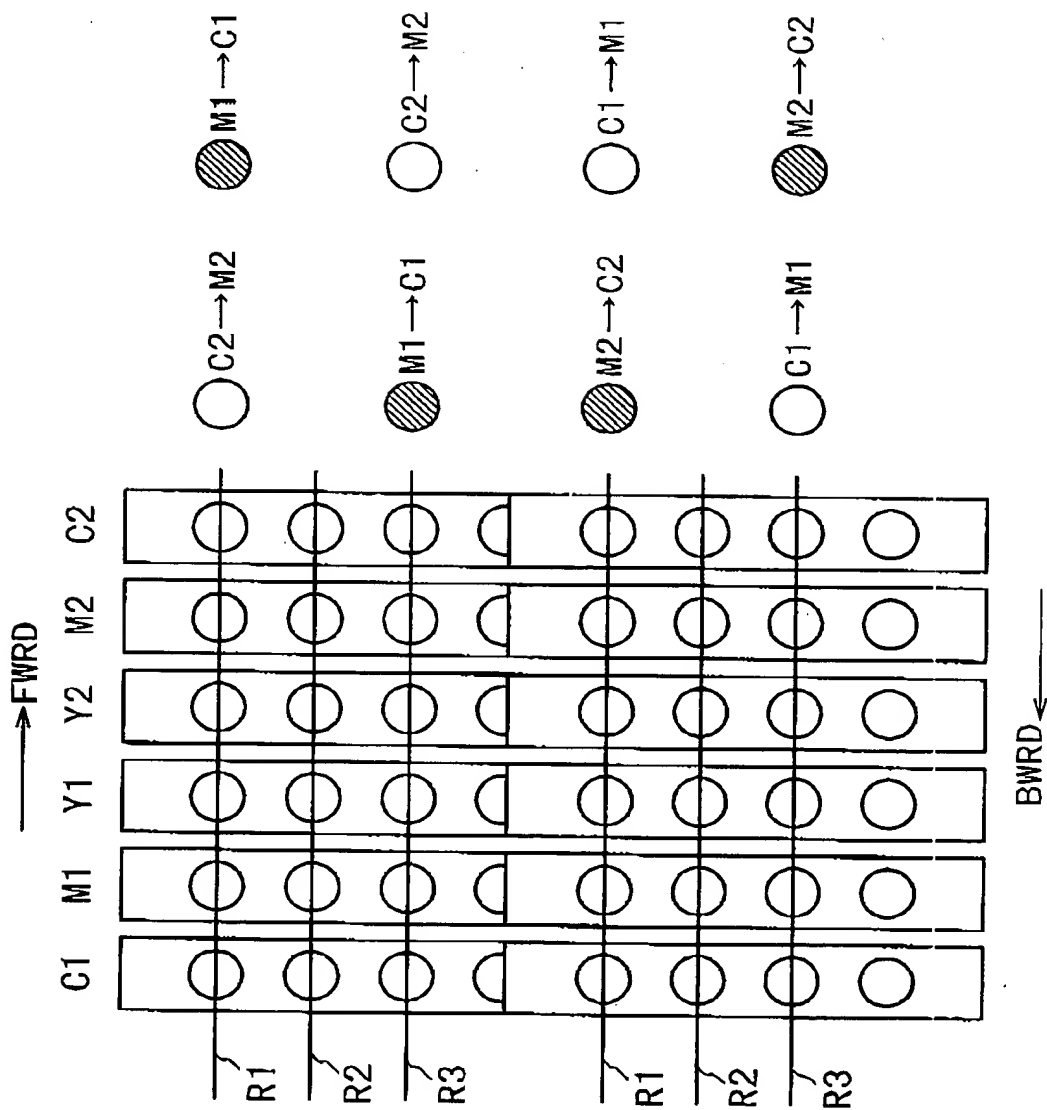 FWRD
C1 M1 Y1 Y2 M2 C2
R1
R2
R3
R1
R2
R3
C2→M2
M1→C1
M1→C1
C2→M2
M2→C2
C1→M1
C1→M1
M2→C2
BWRD